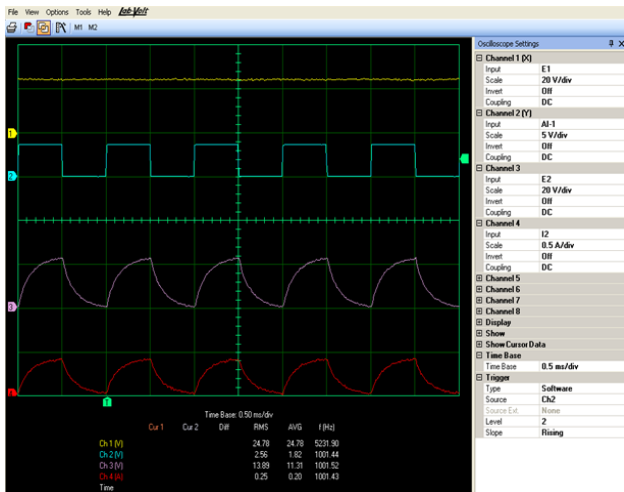 File View Options Tools Help Lab-Volt
M1 M2
Oscilloscope Settings
Channel 1 (X)
Input E1
Scale 20 V/div
Invert Off
Coupling DC
Channel 2 (Y)
Input AI-1
Scale 5 V/div
Invert Off
Coupling DC
Channel 3
Input E2
Scale 20 V/div
Invert Off
Coupling DC
Channel 4
Input I2
Scale 0.5 A/div
Invert Off
Coupling DC
Channel 5
Channel 6
Channel 7
Channel 8
Display
Show
Show Cursor Data
Time Base
Time Base 0.5 ms/div
Trigger
Type Software
Source Ch2
Source Ext. None
Level 2
Slope Rising
1
2
3
T
Time Base: 0.50 ms/div
Cur 1 Cur 2 Diff RMS AVG f (Hz)
Ch 1 (V) 24.78 24.78 5231.90
Ch 2 (V) 2.56 1.82 1001.44
Ch 3 (V) 13.89 11.31 1001.52
Ch 4 (A) 0.25 0.20 1001.43
Time